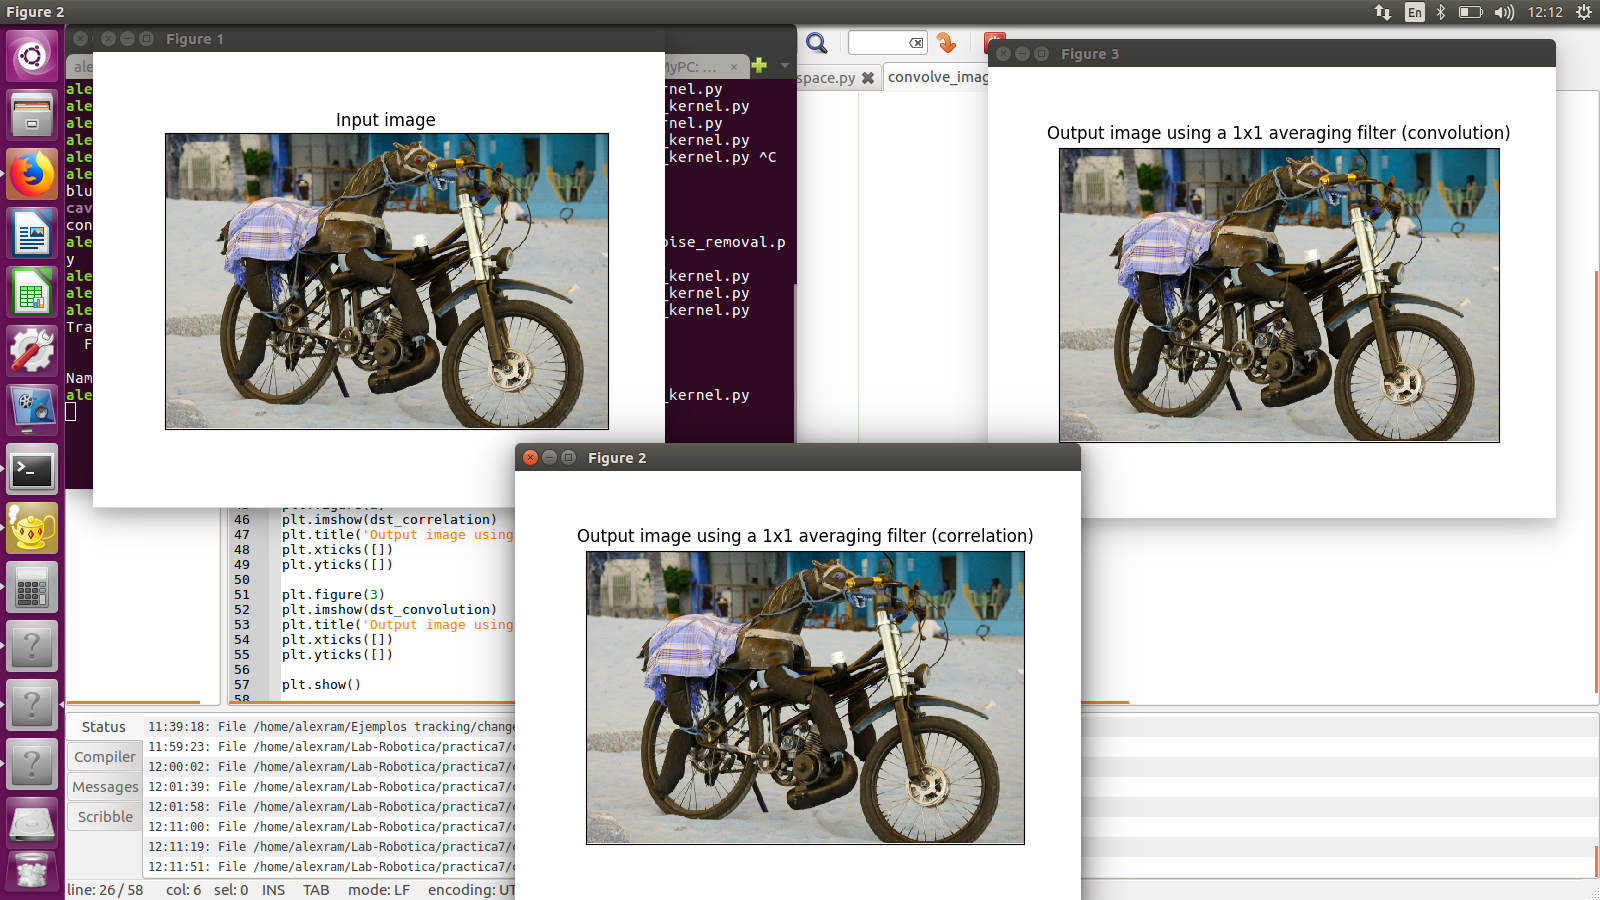 Figure 2
En
12:12
Figure 1
ale
MyPC: ... ×
space.py
convolve_imag
Figure 3
ale
rnel.py
ale
_kernel.py
ale
rnel.py
ale
_kernel.py
ale
_kernel.py ^C
ale
blu
cav
con
ale
oise_removal.p
y
ale
_kernel.py
ale
_kernel.py
ale
_kernel.py
Tra
F
Nam
ale
_kernel.py
Input image
Output image using a 1x1 averaging filter (convolution)
Figure 2
Output image using a 1x1 averaging filter (correlation)
46 plt.imshow(dst_correlation)
47 plt.title('Output image using
48 plt.xticks([])
49 plt.yticks([])
50
51 plt.figure(3)
52 plt.imshow(dst_convolution)
53 plt.title('Output image using
54 plt.xticks([])
55 plt.yticks([])
56
57 plt.show()
58
Status
Compiler
Messages
Scribble
11:39:18: File /home/alexram/Ejemplos tracking/change
11:59:23: File /home/alexram/Lab-Robotica/practica7/c
12:00:02: File /home/alexram/Lab-Robotica/practica7/c
12:01:39: File /home/alexram/Lab-Robotica/practica7/c
12:01:58: File /home/alexram/Lab-Robotica/practica7/c
12:11:00: File /home/alexram/Lab-Robotica/practica7/c
12:11:19: File /home/alexram/Lab-Robotica/practica7/c
12:11:51: File /home/alexram/Lab-Robotica/practica7/c
line: 26 / 58 col: 6 sel: 0 INS TAB mode: LF encoding: UT